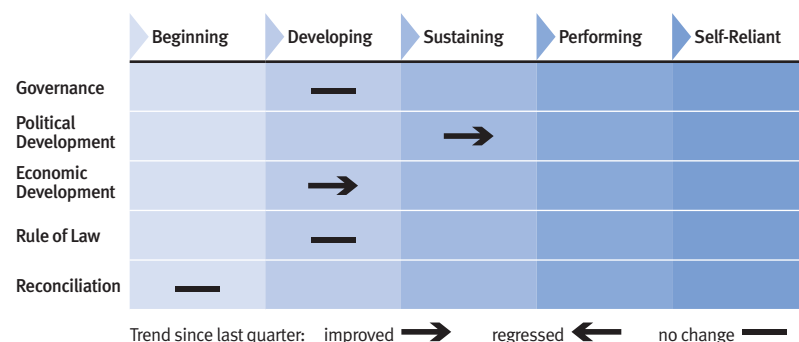 Beginning Developing Sustaining Performing Self-Reliant
Governance
Political
Development
Economic
Development
Rule of Law
Reconciliation
Trend since last quarter: improved regressed no change